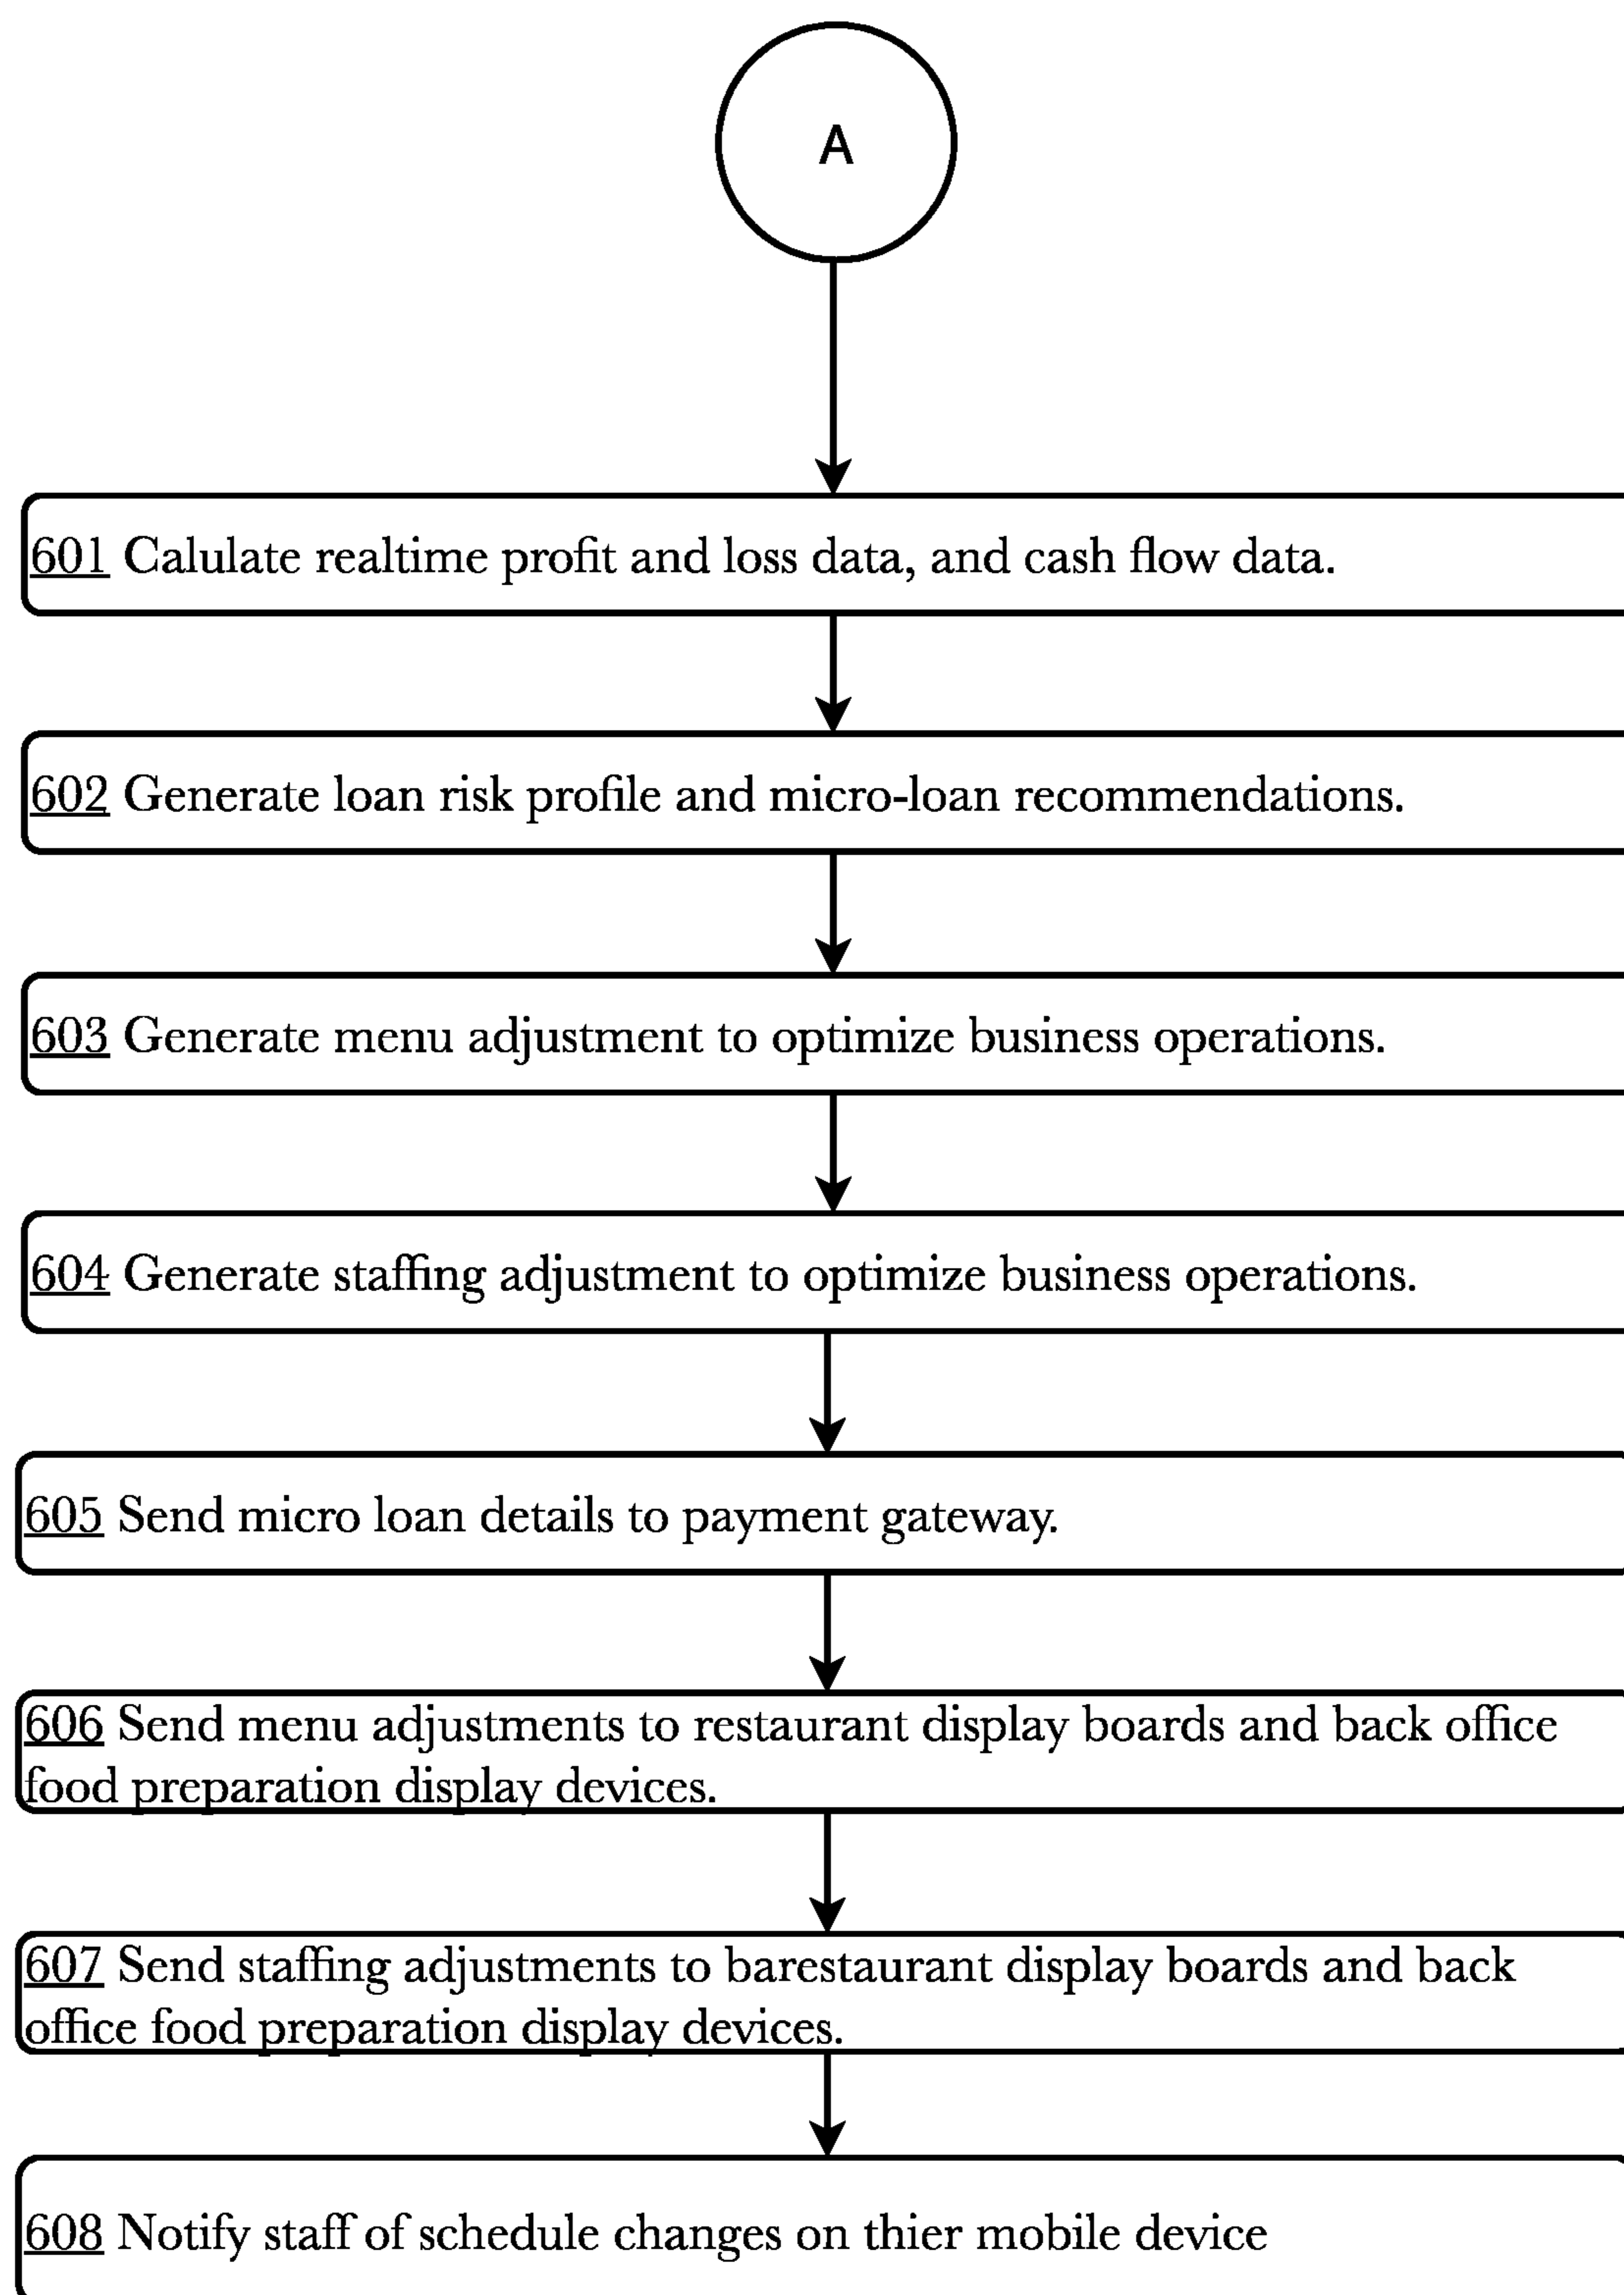 A
601 Calulate realtime profit and loss data, and cash flow data.
602 Generate loan risk profile and micro-loan recommendations.
603 Generate menu adjustment to optimize business operations.
604 Generate staffing adjustment to optimize business operations.
605 Send micro loan details to payment gateway.
606 Send menu adjustments to restaurant display boards and back office
food preparation display devices.
607 Send staffing adjustments to barestaurant display boards and back
office food preparation display devices.
608 Notify staff of schedule changes on thier mobile device